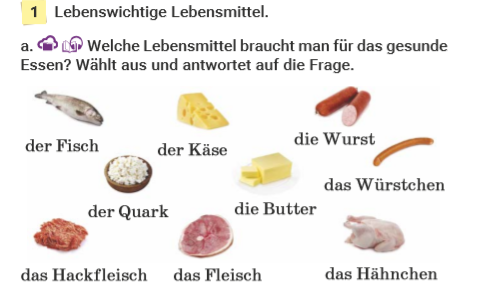 1 Lebenswichtige Lebensmittel.
a. Welche Lebensmittel braucht man für das gesunde
Essen? Wählt aus und antwortet auf die Frage.
der Fisch
der Käse
die Wurst
das Würstchen
der Quark
die Butter
das Hackfleisch
das Fleisch
das Hähnchen